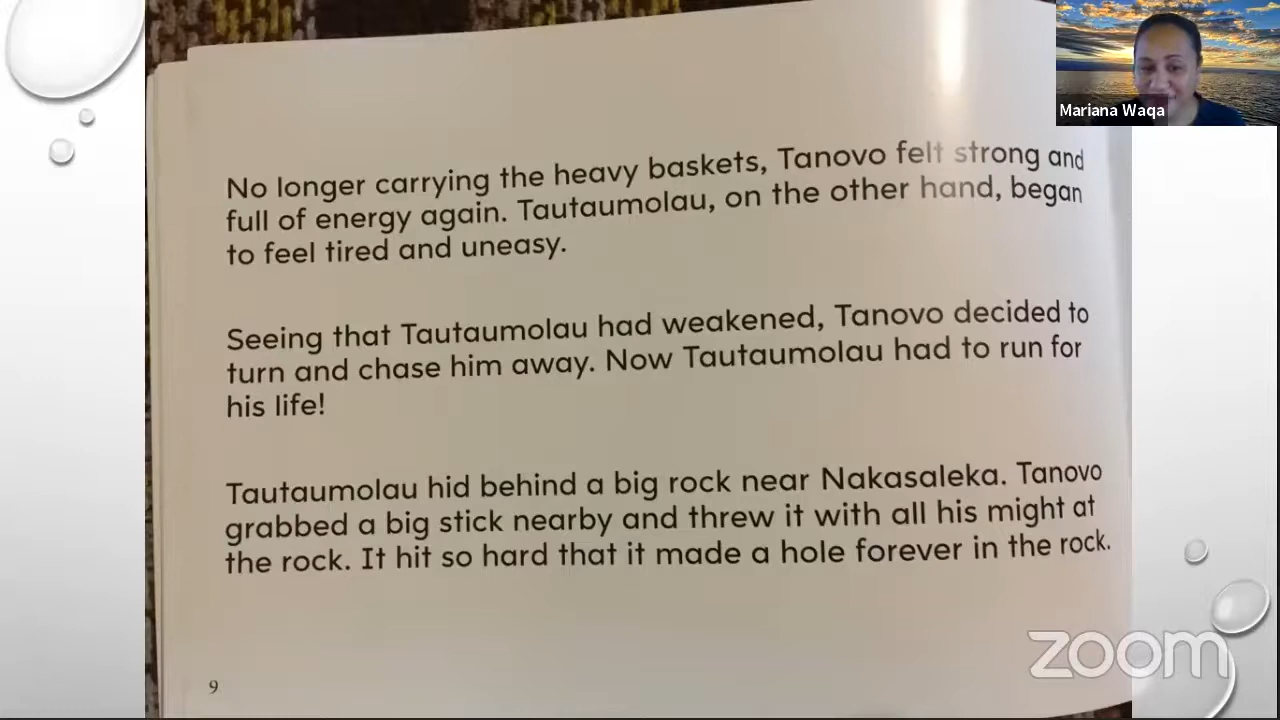 Mariana Waqa
No longer carrying the heavy baskets, Tanovo felt strong and
full of energy again. Tautaumolau, on the other hand, began
to feel tired and uneasy.
Seeing that Tautaumolau had weakened, Tanovo decided to
turn and chase him away. Now Tautaumolau had to run for
his life!
Tautaumolau hid behind a big rock near Nakasaleka. Tanovo
grabbed a big stick nearby and threw it with all his might at
the rock. It hit so hard that it made a hole forever in the rock.
9
zoom